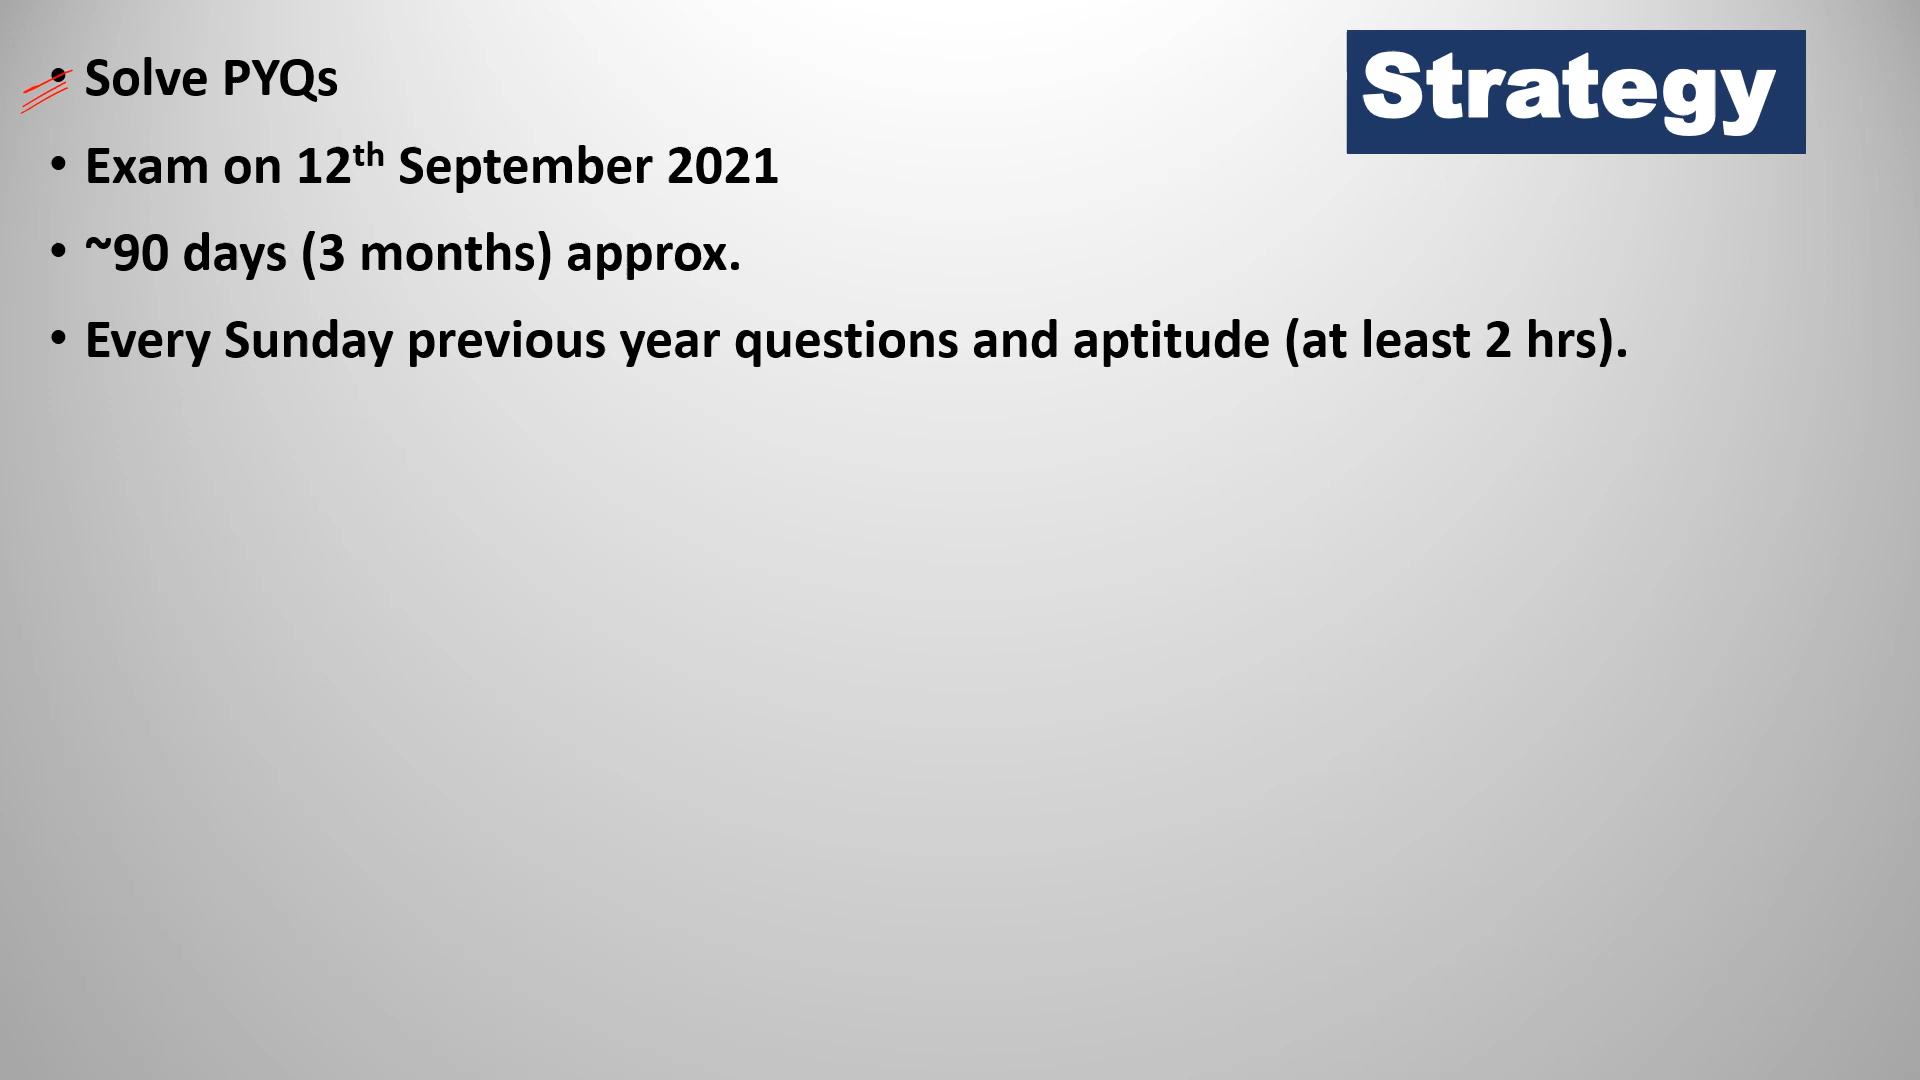 Strategy
• Solve PYQs
• Exam on 12th September 2021
• ~90 days (3 months) approx.
• Every Sunday previous year questions and aptitude (at least 2 hrs).